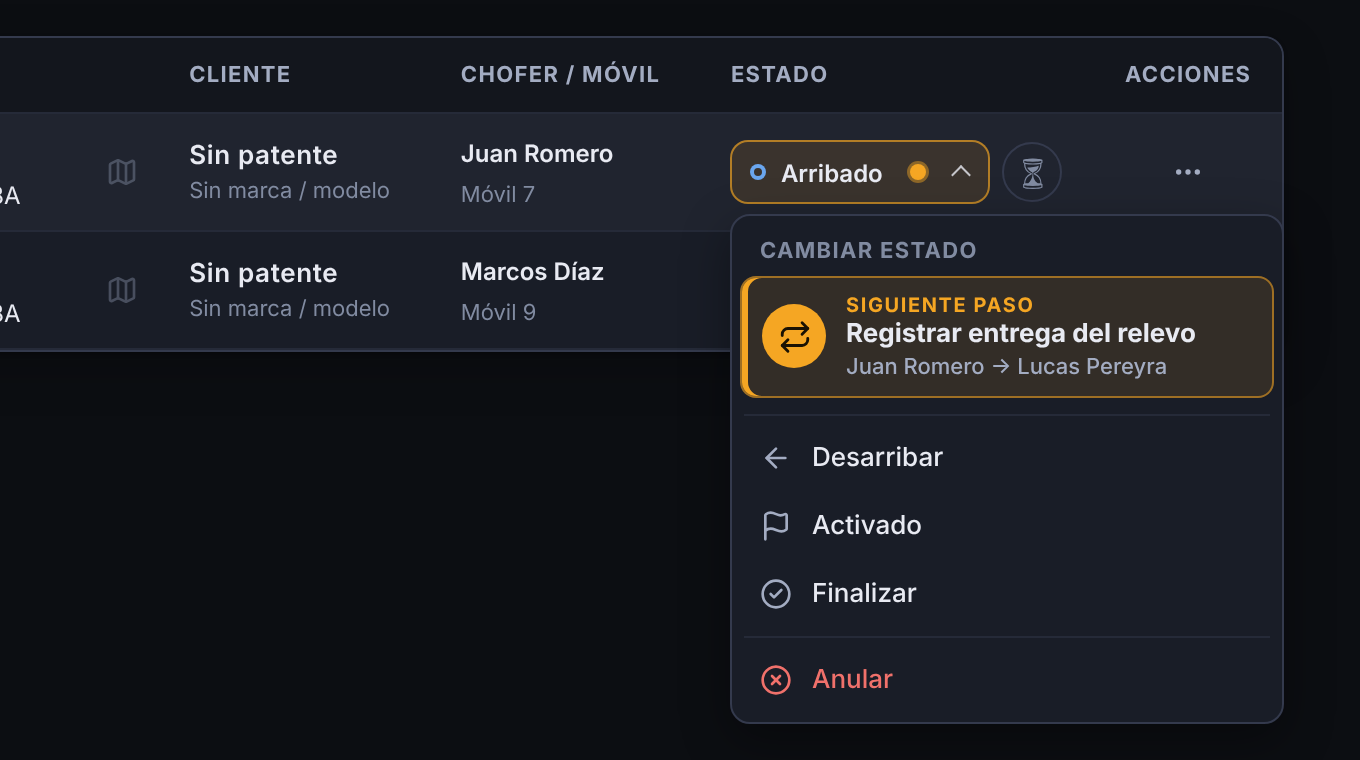 CLIENTE
CHOFER / MÓVIL
ESTADO
ACCIONES
Sin patente
Juan Romero
Arribado
Sin marca / modelo
Móvil 7
BA
Sin patente
Marcos Díaz
Sin marca / modelo
Móvil 9
BA
CAMBIAR ESTADO
SIGUIENTE PASO
Registrar entrega del relevo
Juan Romero → Lucas Pereyra
Desarribar
Activado
Finalizar
Anular